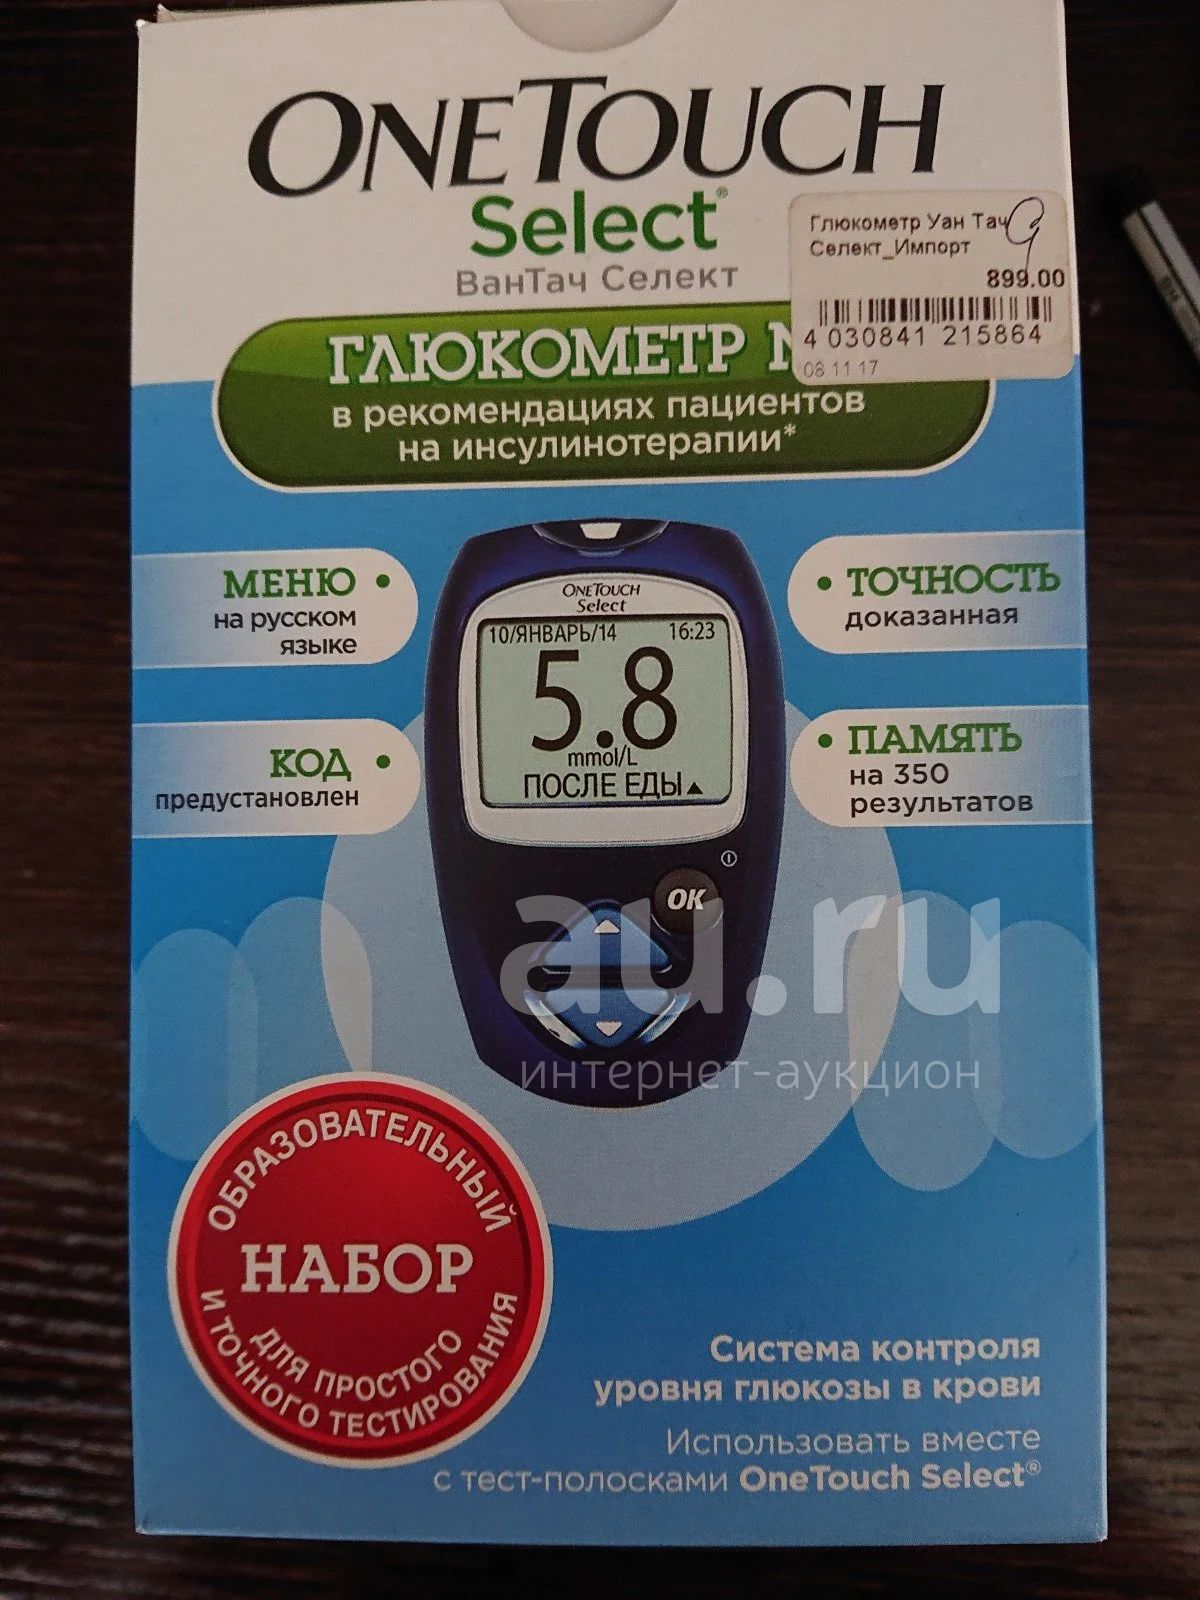 ONETOUCH
Select®
ВанТач Селект
Глюкометр Уан Тач
Селект_Импорт
899.00
4 030841 215864
08 11 17
ГЛЮКОМЕТР
в рекомендациях пациентов
на инсулинотерапии*
МЕНЮ •
на русском
языке
КОД •
предустановлен
• ТОЧНОСТЬ
доказанная
• ПАМЯТЬ
на 350
результатов
ONETOUCH
Select
10/ЯНВАРЬ/14 16:23
5.8
mmol/L
ПОСЛЕ ЕДЫ▲
OK
au.ru
интернет-аукцион
ОБРАЗОВАТЕЛЬНЫЙ
НАБОР
ДЛЯ ПРОСТОГО
И ТОЧНОГО ТЕСТИРОВАНИЯ
Система контроля
уровня глюкозы в крови
Использовать вместе
с тест-полосками OneTouch Select®